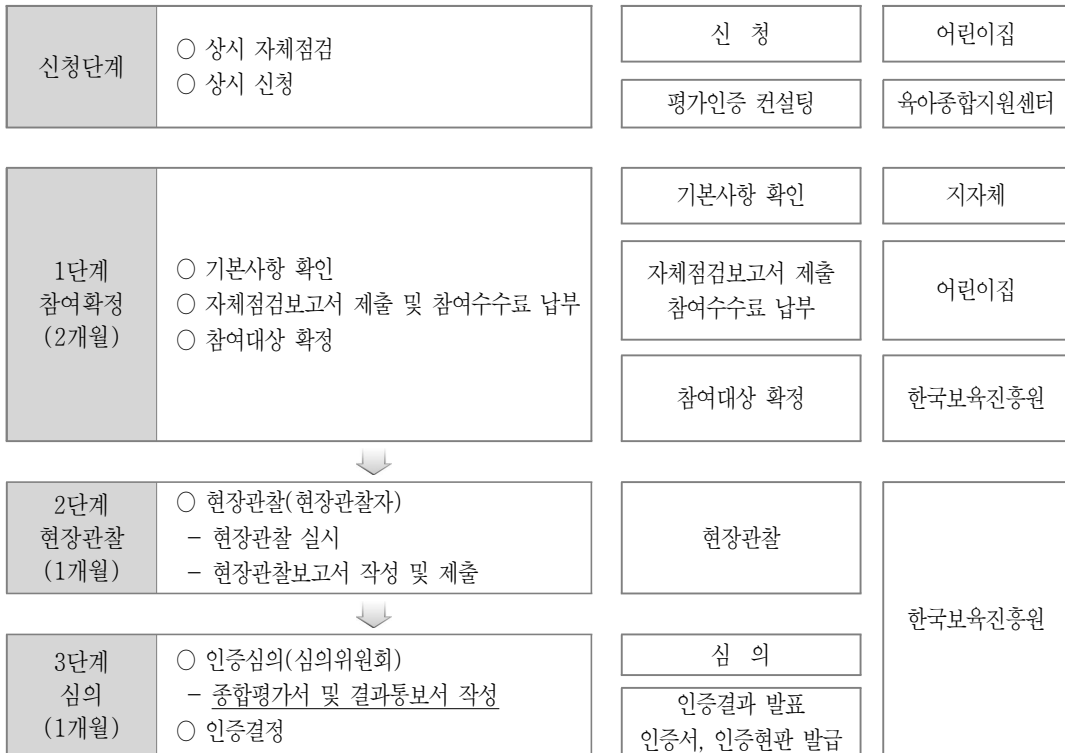 신청단계
○ 상시 자체점검
○ 상시 신청
신 청
어린이집
평가인증 컨설팅
육아종합지원센터
1단계
참여확정
(2개월)
○ 기본사항 확인
○ 자체점검보고서 제출 및 참여수수료 납부
○ 참여대상 확정
기본사항 확인
지자체
자체점검보고서 제출
참여수수료 납부
어린이집
참여대상 확정
한국보육진흥원
2단계
현장관찰
(1개월)
○ 현장관찰(현장관찰자)
- 현장관찰 실시
- 현장관찰보고서 작성 및 제출
현장관찰
한국보육진흥원
3단계
심의
(1개월)
○ 인증심의(심의위원회)
- 종합평가서 및 결과통보서 작성
○ 인증결정
심 의
인증결과 발표
인증서, 인증현판 발급